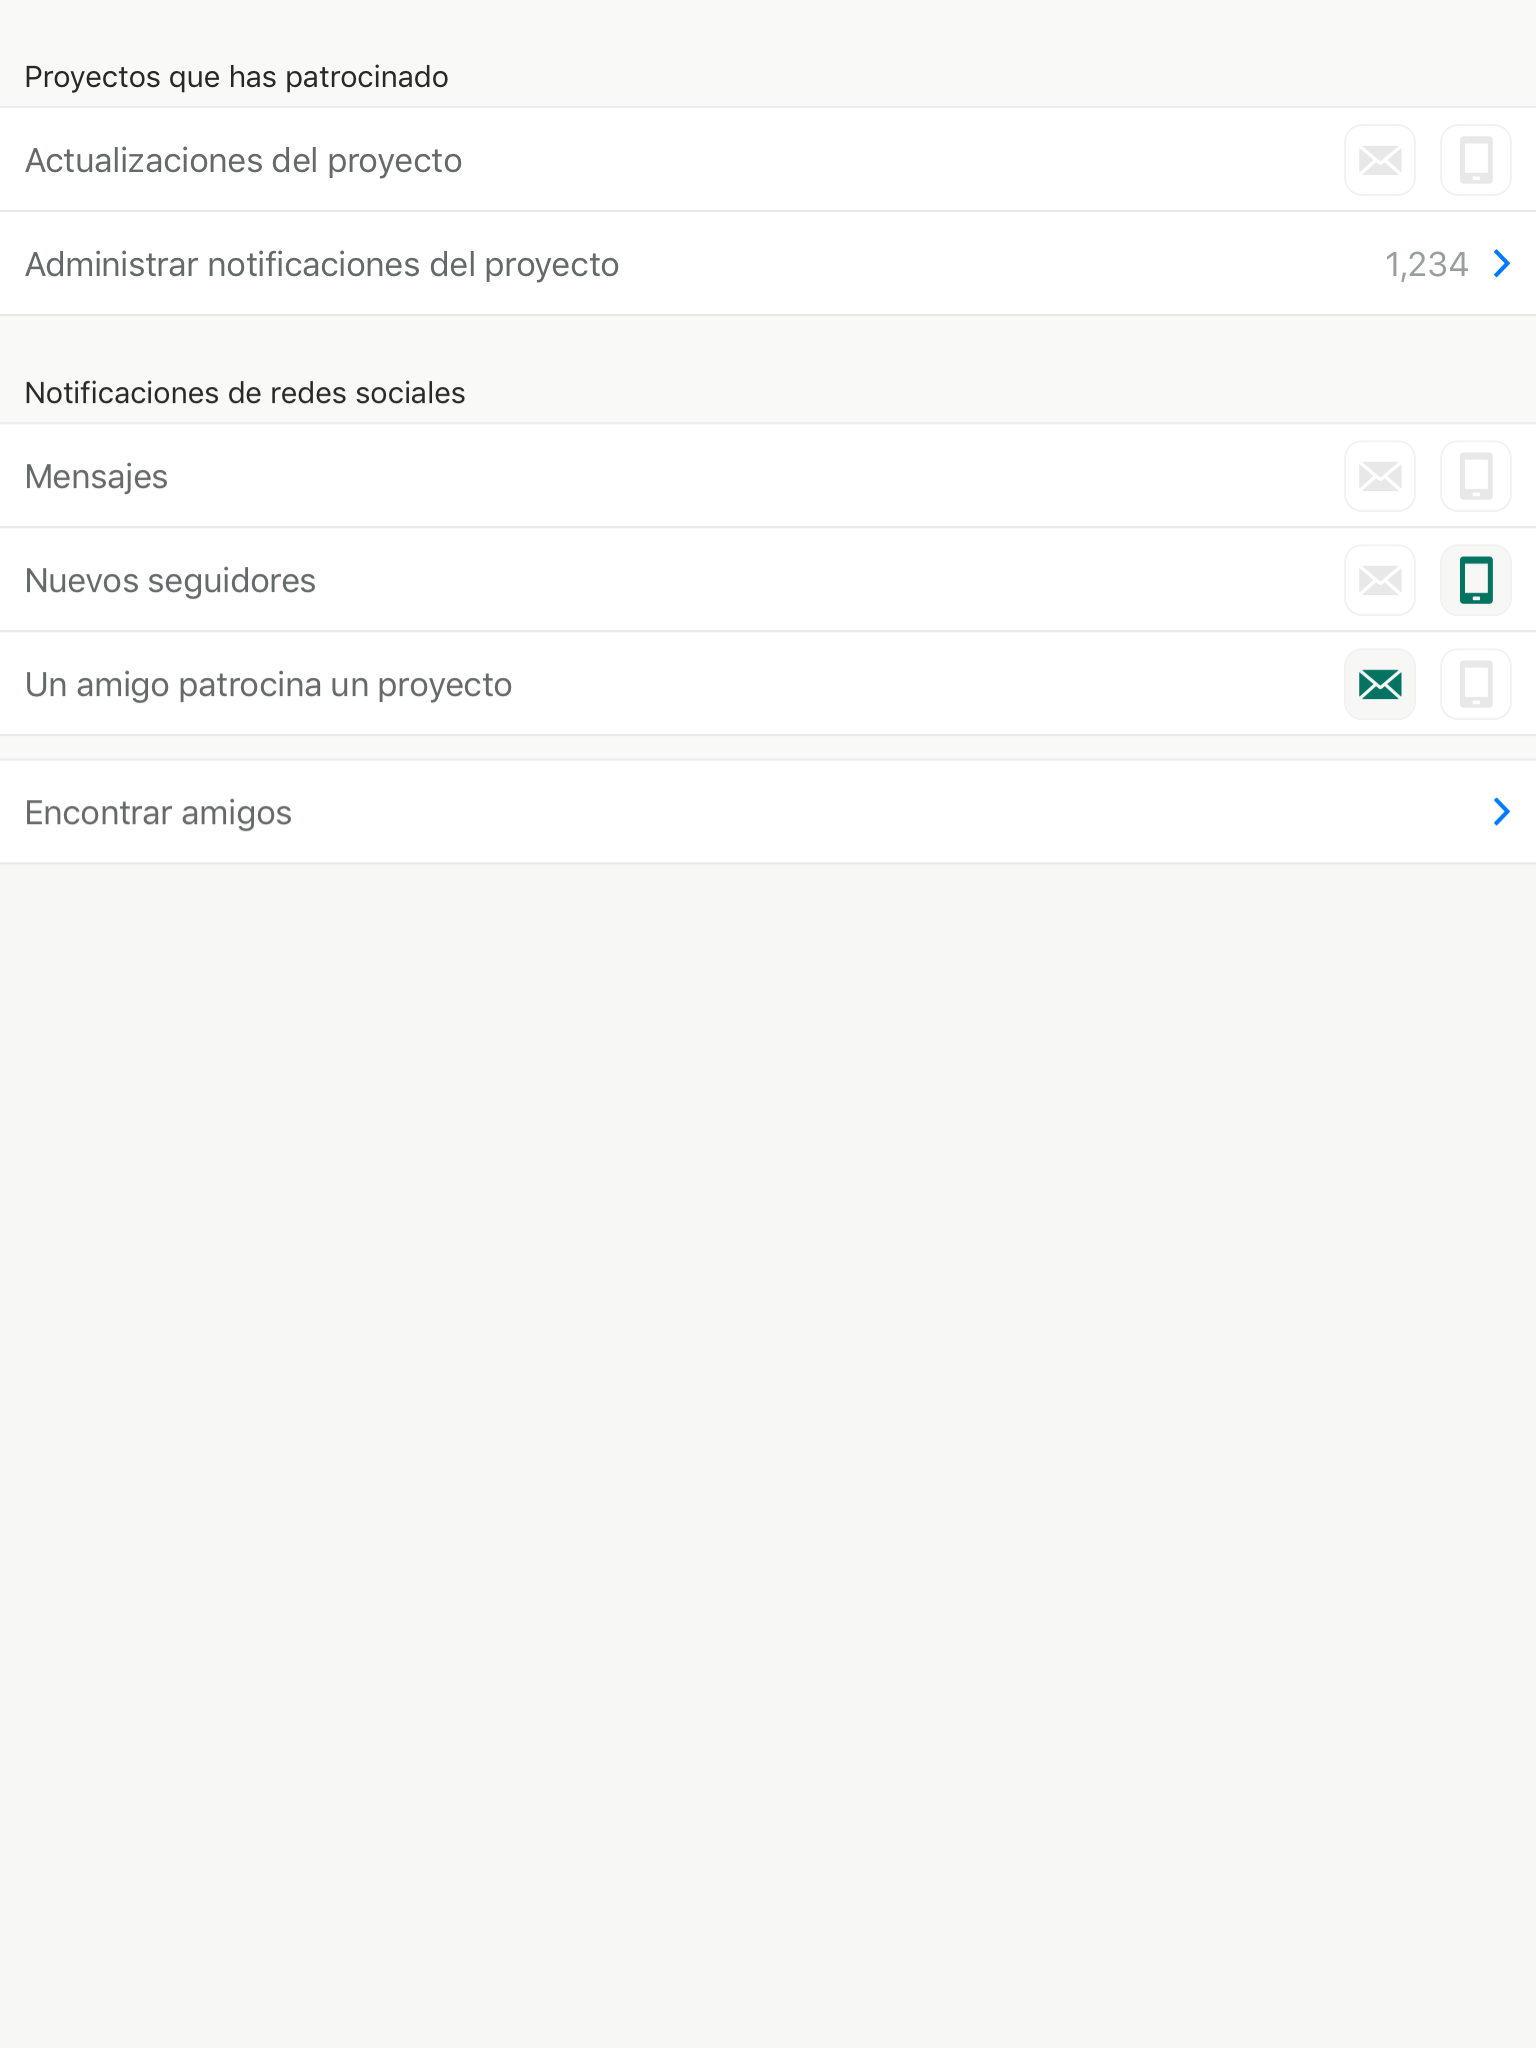 Proyectos que has patrocinado
Actualizaciones del proyecto
Administrar notificaciones del proyecto 1,234
Notificaciones de redes sociales
Mensajes
Nuevos seguidores
Un amigo patrocina un proyecto
Encontrar amigos